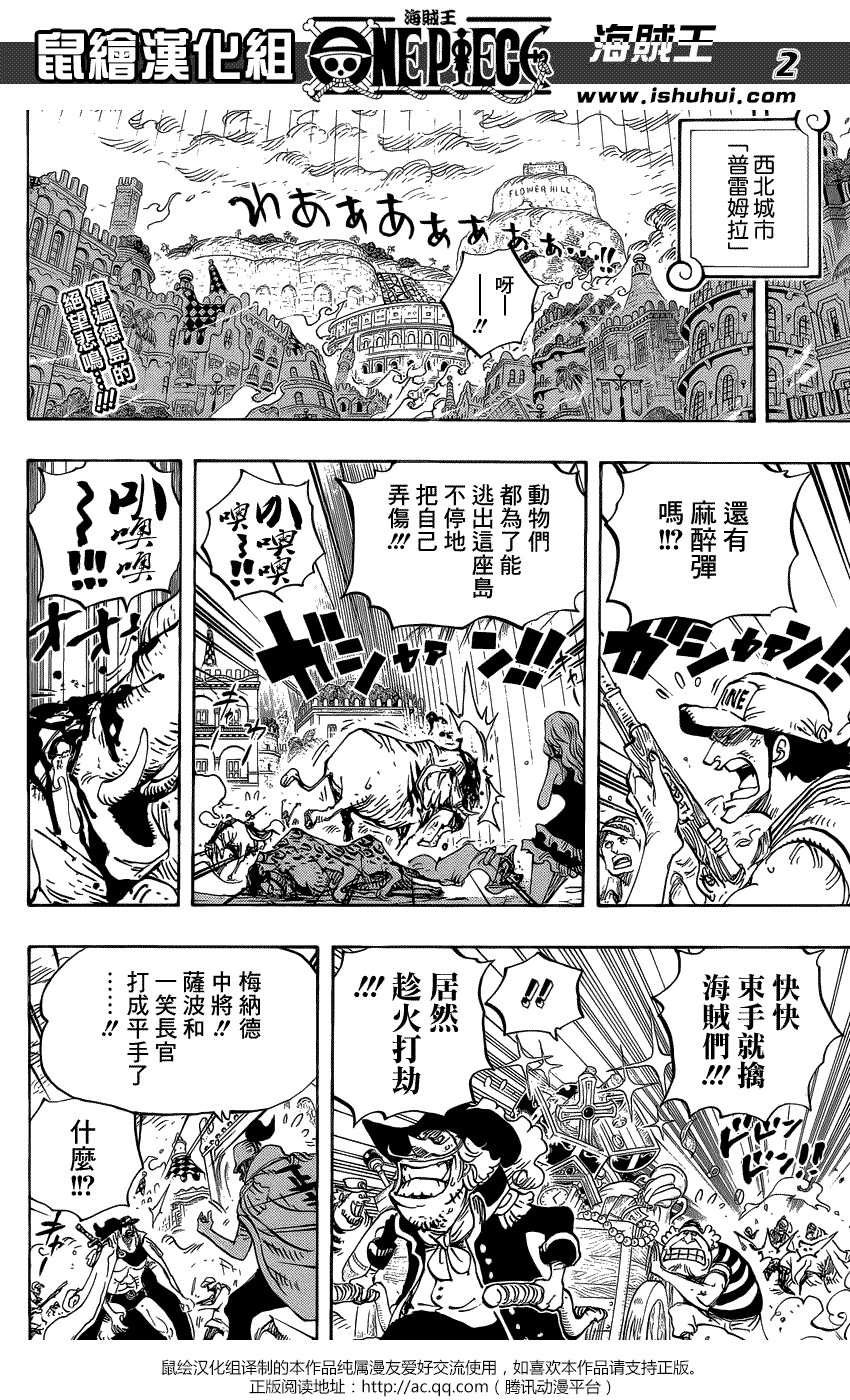 鼠繪漢化組
海賊王
ONE PIECE
海賊王
2
www.ishuhui.com
西北城市
「普雷姆拉」
FLOWER HILL
わあぁあぁぁぁぁ…!!
呀—
—!!
傳遍德島的
絕望悲鳴…!!
還有
麻醉彈
嗎!!?
ガシャァン!!
NE
動物們
都為了能
逃出這座島
不停地
把自己
弄傷!!!
ガシャァン!!
噢噢
噢~!!
噢噢
~!!!
オオオ!!
快快
束手就擒
海賊們!!!
ドドドドン!!
!!
居然
趁火打劫
!!!
梅納德
中將!!
薩波和
一笑長官
打成平手了
……!!
什麼!!?
鼠绘汉化组译制的本作品纯属漫友爱好交流使用，如喜欢本作品请支持正版。
正版阅读地址：http://ac.qq.com（腾讯动漫平台）